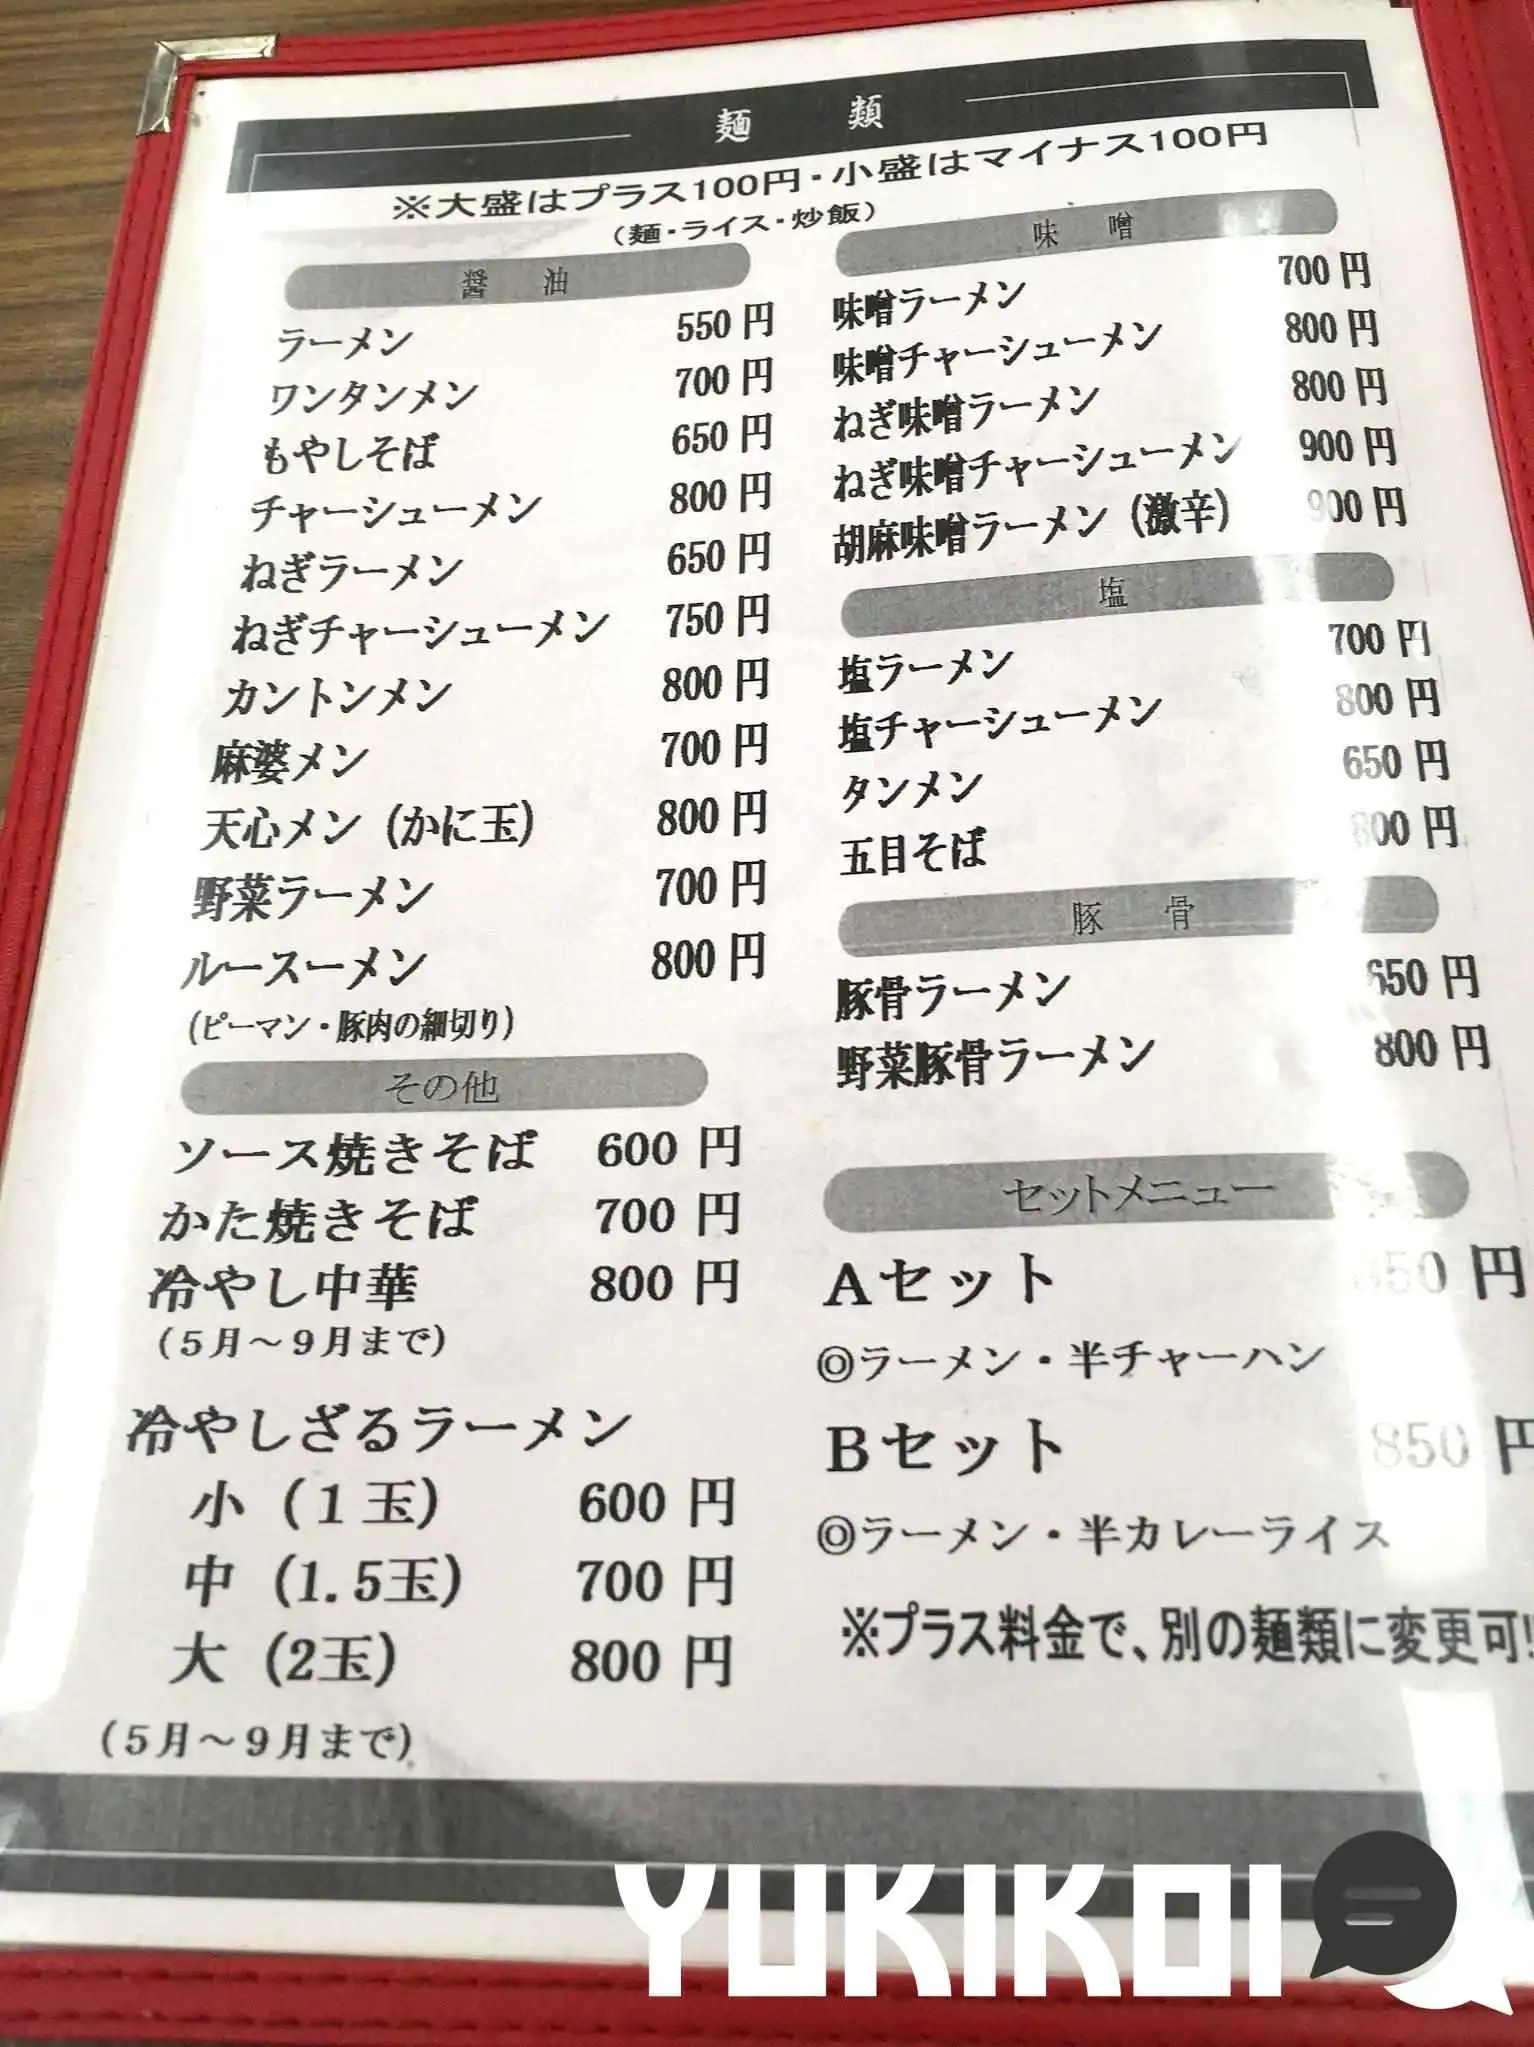 麺 類
※大盛はプラス100円・小盛はマイナス100円
(麺・ライス・炒飯)
醤 油
ラーメン 550円
ワンタンメン 700円
もやしそば 650円
チャーシューメン 800円
ねぎラーメン 650円
ねぎチャーシューメン 750円
カントンメン 800円
麻婆メン 700円
天心メン (かに玉) 800円
野菜ラーメン 700円
ルースーメン 800円
(ピーマン・豚肉の細切り)
その他
ソース焼きそば 600円
かた焼きそば 700円
冷やし中華 800円
(5月～9月まで)
冷やしざるラーメン
小 (1玉) 600円
中 (1.5玉) 700円
大 (2玉) 800円
(5月～9月まで)
味 噌
味噌ラーメン 700円
味噌チャーシューメン 800円
ねぎ味噌ラーメン 800円
ねぎ味噌チャーシューメン 900円
胡麻味噌ラーメン (激辛) 900円
塩
塩ラーメン 700円
塩チャーシューメン 800円
タンメン 650円
五目そば 800円
豚 骨
豚骨ラーメン 650円
野菜豚骨ラーメン 800円
セットメニュー
Aセット 円
◎ラーメン・半チャーハン
Bセット 850円
◎ラーメン・半カレーライス
※プラス料金で、別の麺類に変更可!
YUKIKOI